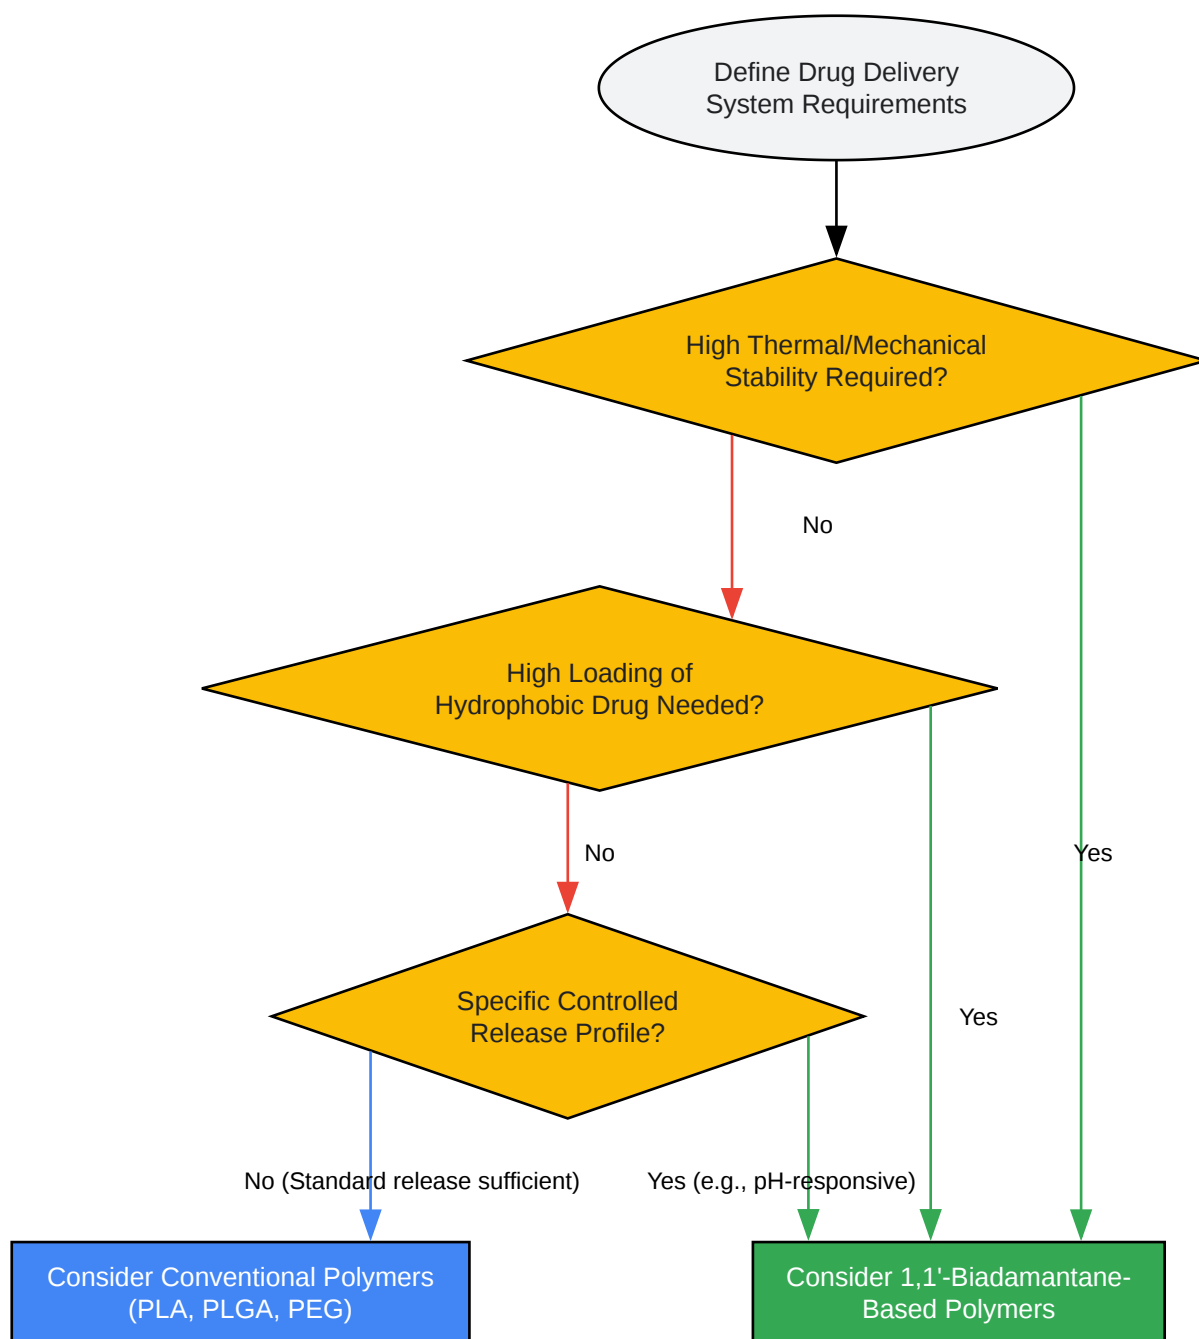 Define Drug Delivery
System Requirements
High Thermal/Mechanical
Stability Required?
No
High Loading of
Hydrophobic Drug Needed?
No
Yes
Specific Controlled
Release Profile?
Yes
No (Standard release sufficient)
Yes (e.g., pH-responsive)
Consider Conventional Polymers
(PLA, PLGA, PEG)
Consider 1,1'-Biadamantane-
Based Polymers